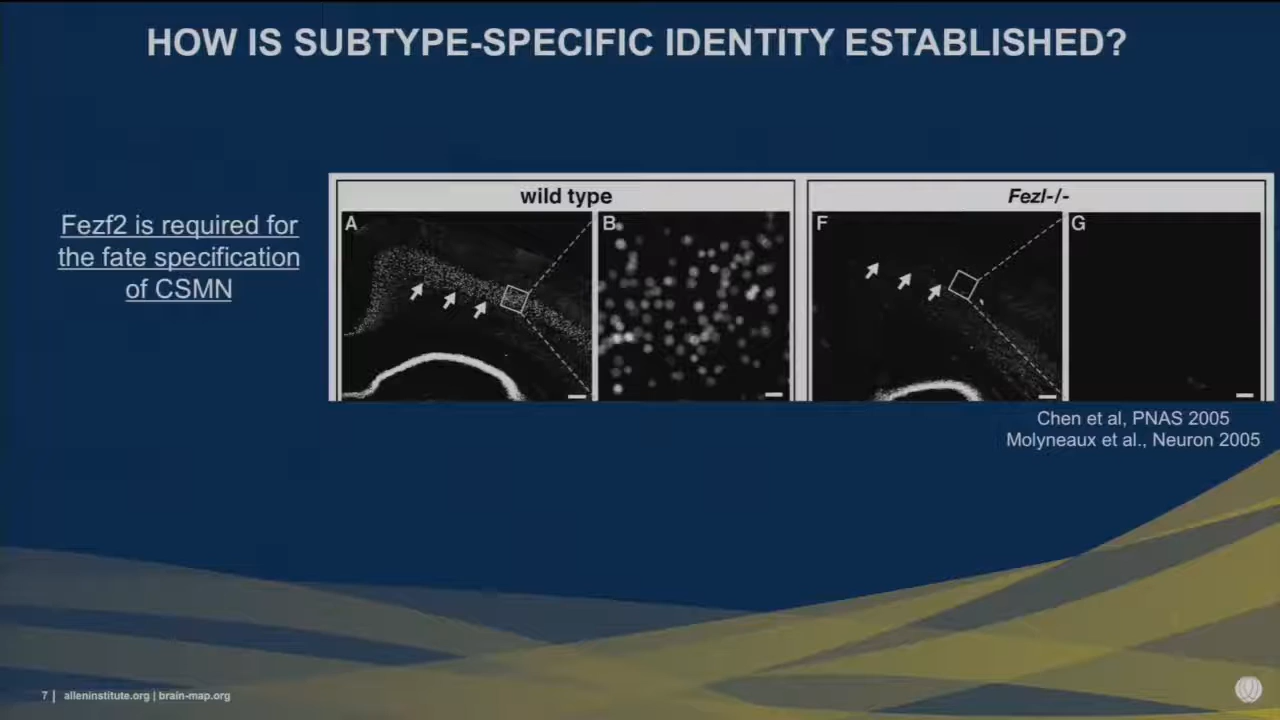 HOW IS SUBTYPE-SPECIFIC IDENTITY ESTABLISHED?
Fezf2 is required for
the fate specification
of CSMN
wild type
Fezl-/-
A
B
F
G
Chen et al, PNAS 2005
Molyneaux et al., Neuron 2005
7 | alleninstitute.org | brain-map.org